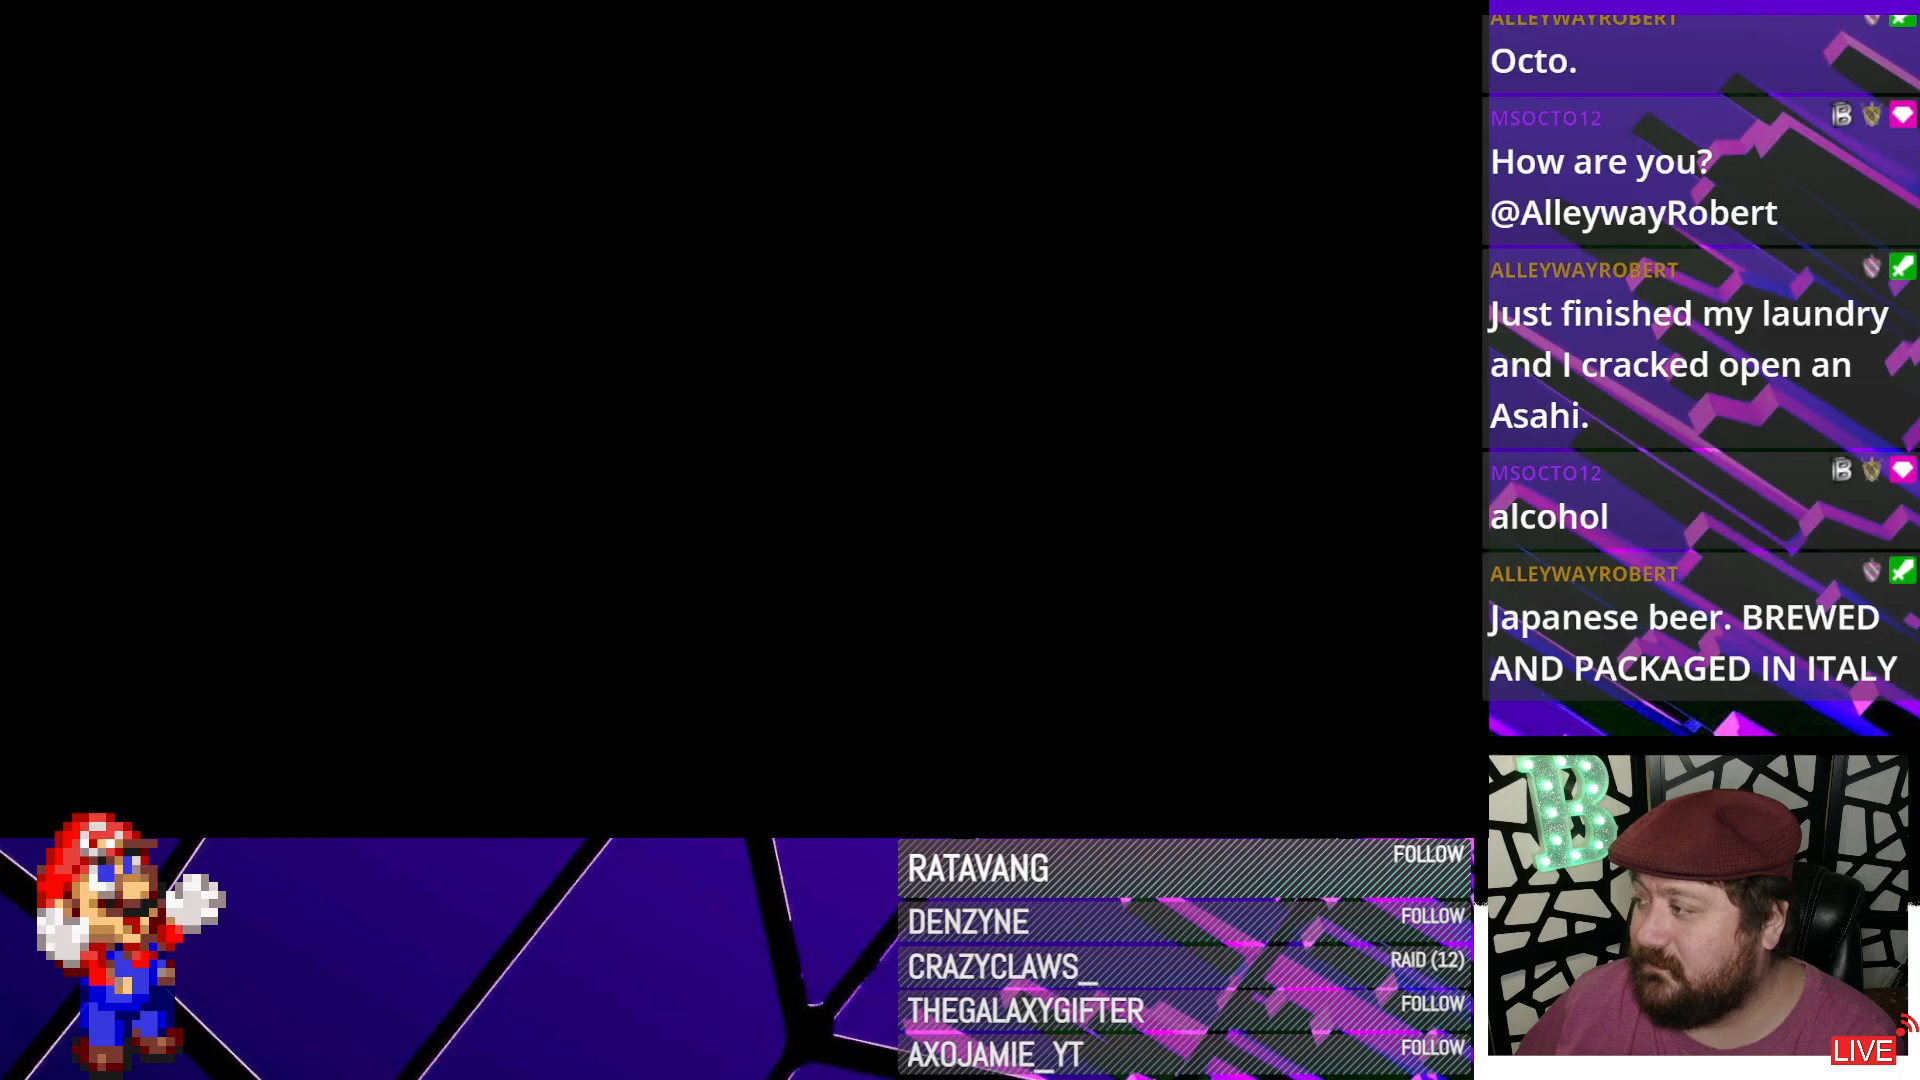 ALLEYWAYROBERT
Octo.
MSOCTO12
How are you?
@AlleywayRobert
ALLEYWAYROBERT
Just finished my laundry
and I cracked open an
Asahi.
MSOCTO12
alcohol
ALLEYWAYROBERT
Japanese beer. BREWED
AND PACKAGED IN ITALY
B
RATAVANG FOLLOW
DENZYNE FOLLOW
CRAZYCLAWS_ RAID (12)
THEGALAXYGIFTER FOLLOW
AXOJAMIE_YT FOLLOW
LIVE